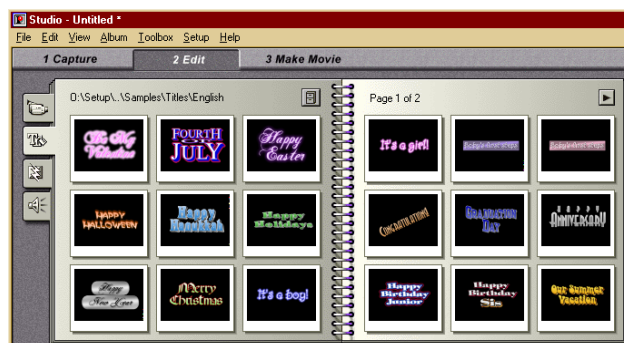 Studio - Untitled *
File Edit View Album Toolbox Setup Help
1 Capture 2 Edit 3 Make Movie
O:\Setup\..\Samples\Titles\English
Page 1 of 2
Be My Valentine
FOURTH OF JULY
Happy Easter
It's a girl!
HAPPY HALLOWEEN
Happy Hanukkah
Happy Holidays
CONGRATULATIONS!
GRADUATION DAY
HAPPY ANNIVERSARY
Happy New Year
Merry Christmas
It's a boy!
Happy Birthday Junior
Happy Birthday Sis
Our Summer Vacation